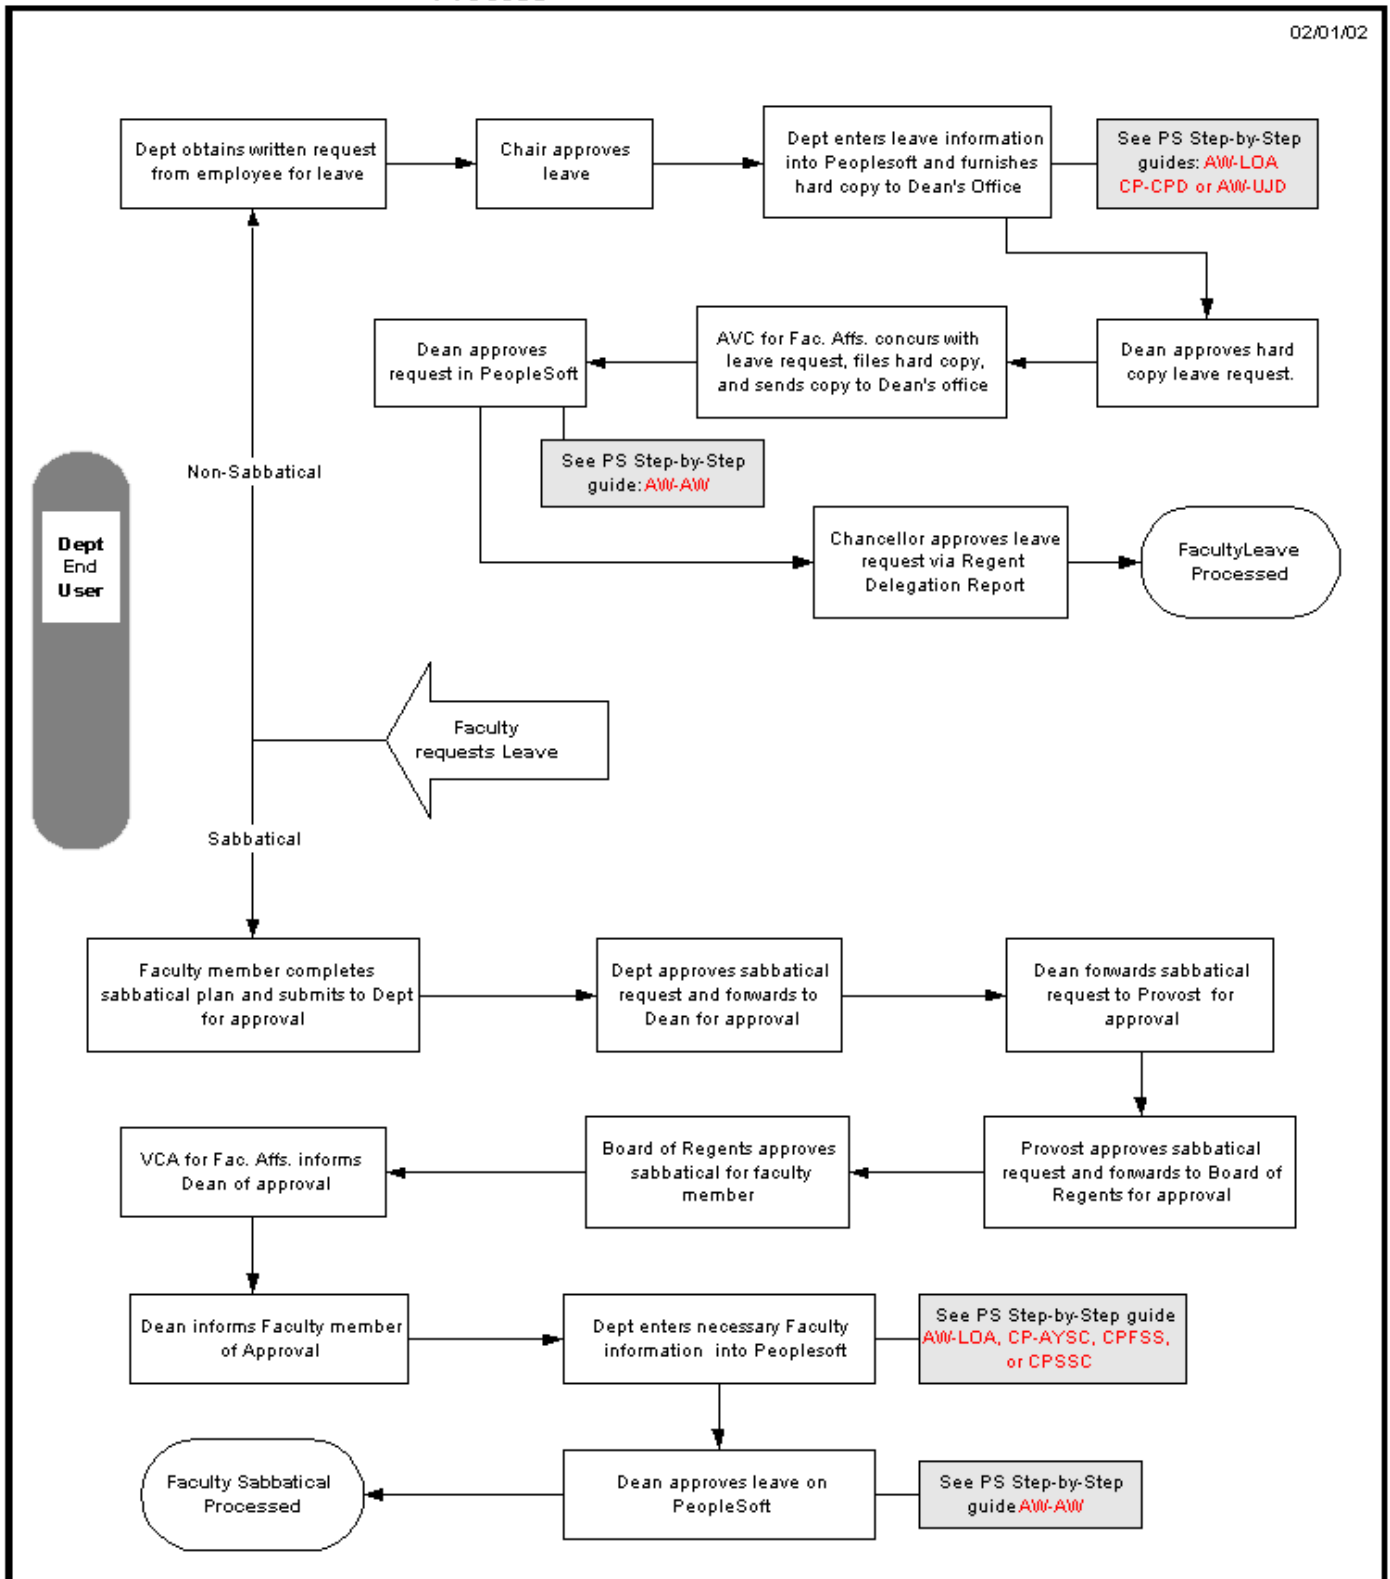 02/01/02
Dept obtains written request
from employee for leave
Chair approves
leave
Dept enters leave information
into Peoplesoft and furnishes
hard copy to Dean's Office
See PS Step-by-Step
guides: AW-LOA
CP-CPD or AW-UJD
Dean approves
request in PeopleSoft
AVC for Fac. Affs. concurs with
leave request, files hard copy,
and sends copy to Dean's office
Dean approves hard
copy leave request.
See PS Step-by-Step
guide: AW-AW
Non-Sabbatical
Dept
End
User
Chancellor approves leave
request via Regent
Delegation Report
FacultyLeave
Processed
Faculty
requests Leave
Sabbatical
Faculty member completes
sabbatical plan and submits to Dept
for approval
Dept approves sabbatical
request and forwards to
Dean for approval
Dean forwards sabbatical
request to Provost for
approval
VCA for Fac. Affs. informs
Dean of approval
Board of Regents approves
sabbatical for faculty
member
Provost approves sabbatical
request and forwards to Board of
Regents for approval
Dean informs Faculty member
of Approval
Dept enters necessary Faculty
information into Peoplesoft
See PS Step-by-Step guide
AW-LOA, CP-AYSC, CPFSS,
or CPSSC
Faculty Sabbatical
Processed
Dean approves leave on
PeopleSoft
See PS Step-by-Step
guide AW-AW